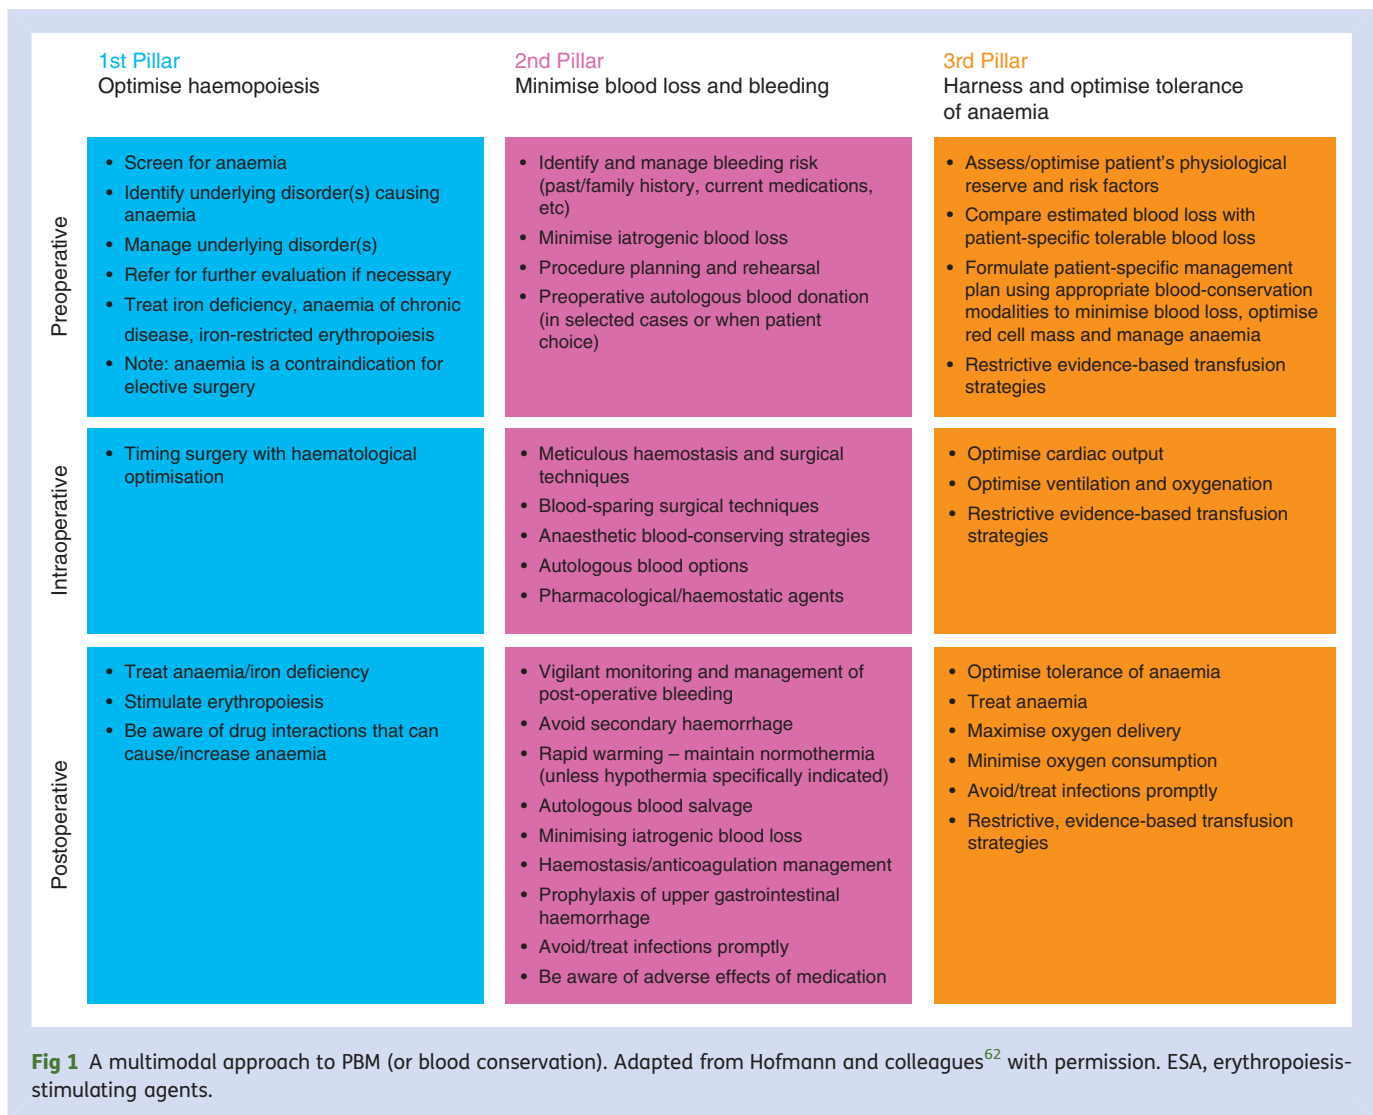 1st Pillar
Optimise haemopoiesis
2nd Pillar
Minimise blood loss and bleeding
3rd Pillar
Harness and optimise tolerance
of anaemia
Preoperative
• Screen for anaemia
• Identify underlying disorder(s) causing
anaemia
• Manage underlying disorder(s)
• Refer for further evaluation if necessary
• Treat iron deficiency, anaemia of chronic
disease, iron-restricted erythropoiesis
• Note: anaemia is a contraindication for
elective surgery
• Identify and manage bleeding risk
(past/family history, current medications,
etc)
• Minimise iatrogenic blood loss
• Procedure planning and rehearsal
• Preoperative autologous blood donation
(in selected cases or when patient
choice)
• Assess/optimise patient's physiological
reserve and risk factors
• Compare estimated blood loss with
patient-specific tolerable blood loss
• Formulate patient-specific management
plan using appropriate blood-conservation
modalities to minimise blood loss, optimise
red cell mass and manage anaemia
• Restrictive evidence-based transfusion
strategies
Intraoperative
• Timing surgery with haematological
optimisation
• Meticulous haemostasis and surgical
techniques
• Blood-sparing surgical techniques
• Anaesthetic blood-conserving strategies
• Autologous blood options
• Pharmacological/haemostatic agents
• Optimise cardiac output
• Optimise ventilation and oxygenation
• Restrictive evidence-based transfusion
strategies
Postoperative
• Treat anaemia/iron deficiency
• Stimulate erythropoiesis
• Be aware of drug interactions that can
cause/increase anaemia
• Vigilant monitoring and management of
post-operative bleeding
• Avoid secondary haemorrhage
• Rapid warming – maintain normothermia
(unless hypothermia specifically indicated)
• Autologous blood salvage
• Minimising iatrogenic blood loss
• Haemostasis/anticoagulation management
• Prophylaxis of upper gastrointestinal
haemorrhage
• Avoid/treat infections promptly
• Be aware of adverse effects of medication
• Optimise tolerance of anaemia
• Treat anaemia
• Maximise oxygen delivery
• Minimise oxygen consumption
• Avoid/treat infections promptly
• Restrictive, evidence-based transfusion
strategies
Fig 1 A multimodal approach to PBM (or blood conservation). Adapted from Hofmann and colleagues62 with permission. ESA, erythropoiesis-
stimulating agents.